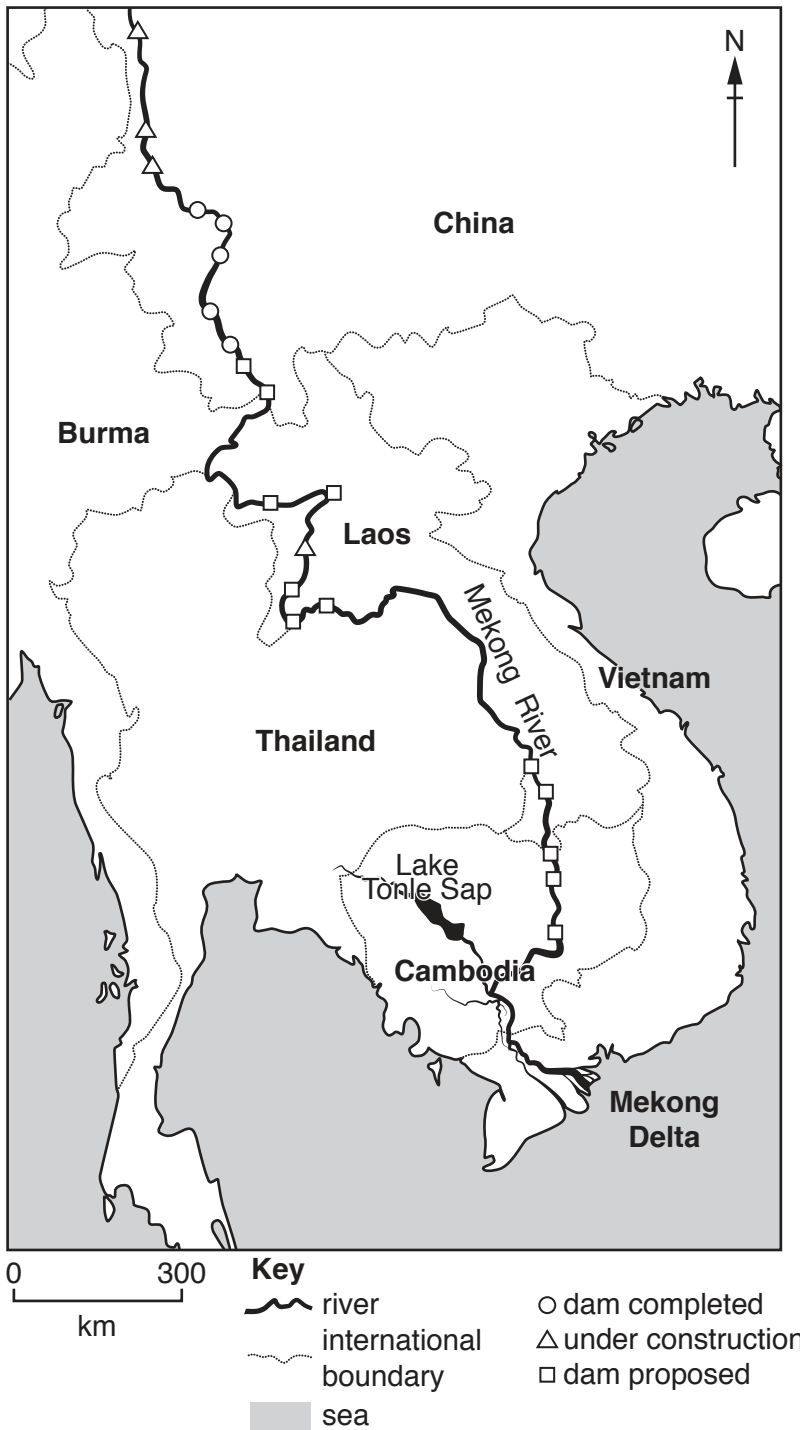 N
China
Burma
Laos
Mekong River
Vietnam
Thailand
Lake
Tonle Sap
Cambodia
Mekong
Delta
0 300
km
Key
river
international
boundary
sea
dam completed
under construction
dam proposed